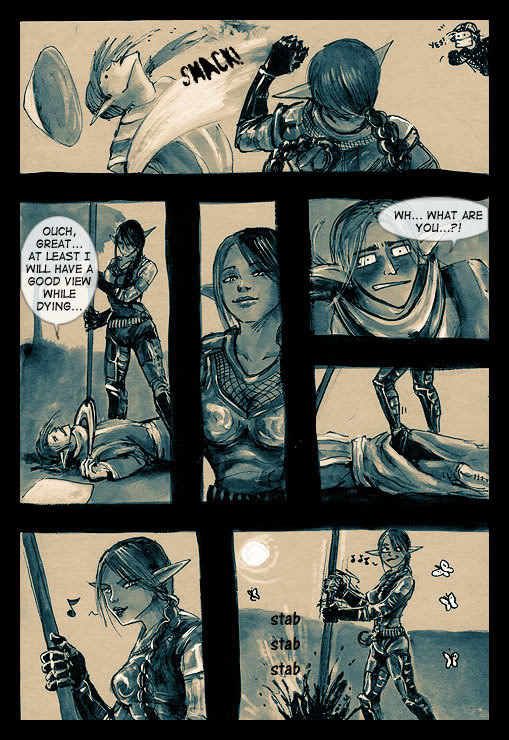 SMACK!
YES!
OUCH,
GREAT...
AT LEAST I
WILL HAVE A
GOOD VIEW
WHILE
DYING...
WH... WHAT ARE
YOU...?!
stab
stab
stab